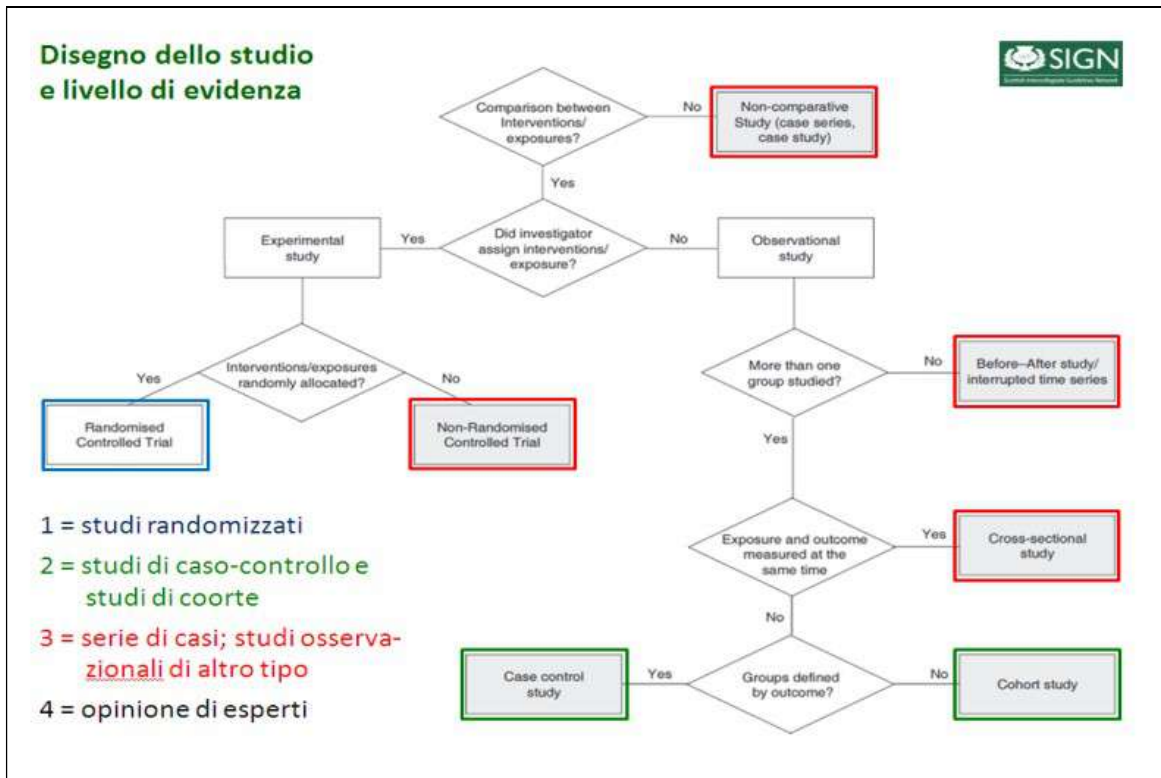 Disegno dello studio
e livello di evidenza
SIGN
Comparison between
Interventions/
exposures?
No
Non-comparative
Study (case series,
case study)
Yes
Experimental
study
Yes
Did investigator
assign interventions/
exposure?
No
Observational
study
Interventions/exposures
randomly allocated?
Yes
No
More than one
group studied?
No
Before–After study/
interrupted time series
Randomised
Controlled Trial
Non-Randomised
Controlled Trial
Yes
1 = studi randomizzati
2 = studi di caso-controllo e
studi di coorte
3 = serie di casi; studi osserva-
zionali di altro tipo
4 = opinione di esperti
Exposure and outcome
measured at the
same time
Yes
Cross-sectional
study
No
Case control
study
Yes
Groups defined
by outcome?
No
Cohort study